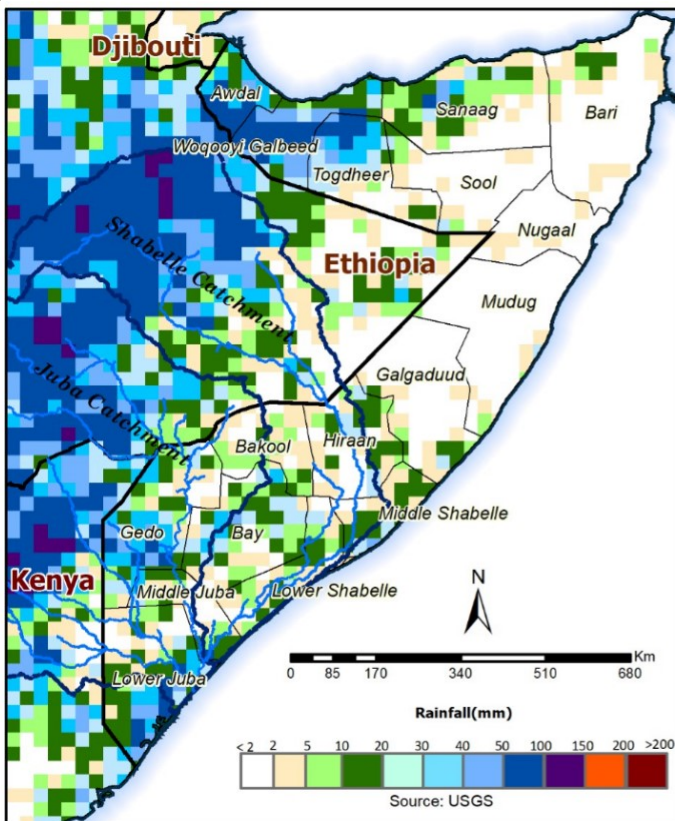 Djibouti
Awdal
Sanaag
Bari
Woqooyi Galbeed
Togdheer
Sool
Nugaal
Shabelle Catchment
Ethiopia
Mudug
Juba Catchment
Galgaduud
Bakool
Hiraan
Middle Shabelle
Gedo
Bay
Kenya
Middle Juba
Lower Shabelle
N
Lower Juba
0 85 170 340 510 680 Km
Rainfall(mm)
< 2 2 5 10 20 30 40 50 100 150 200 >200
Source: USGS